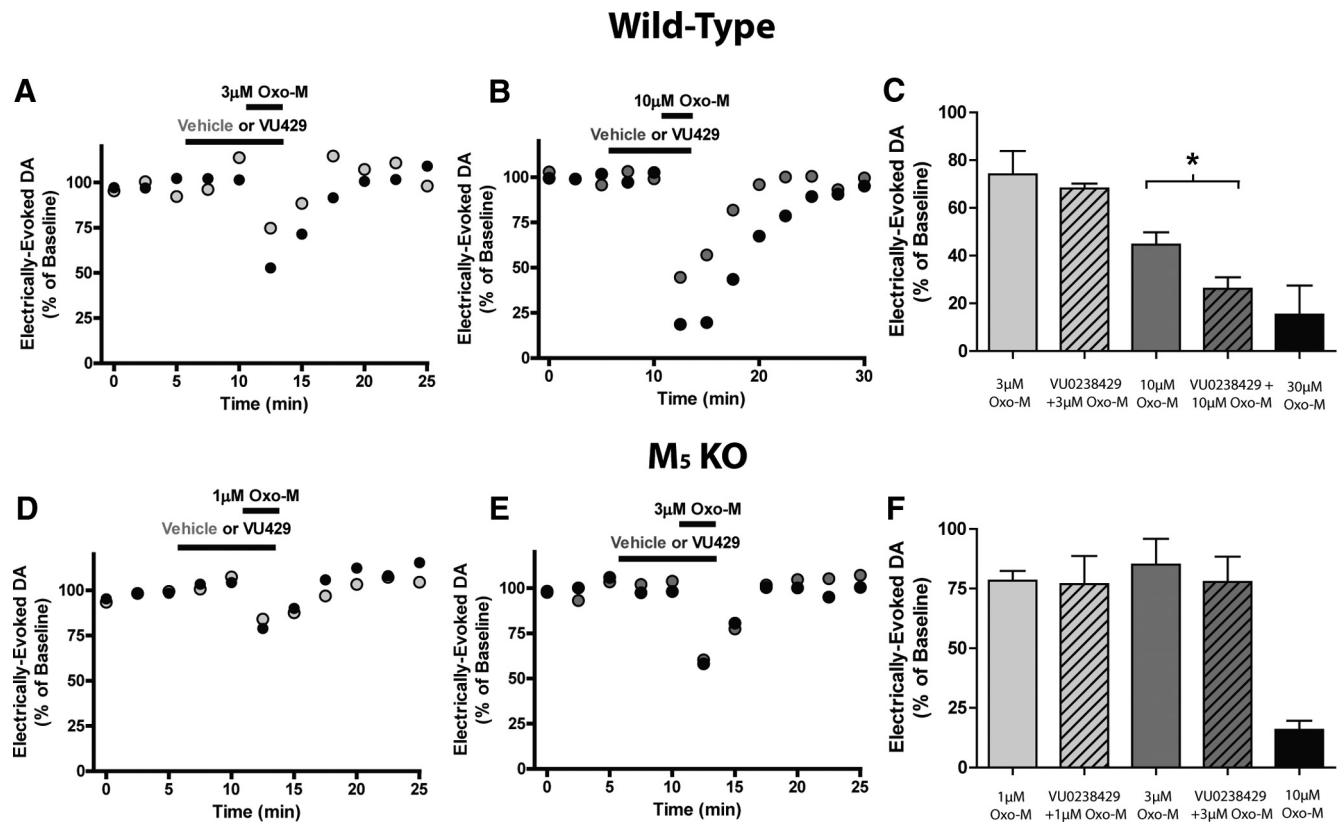 Wild-Type
A
3µM Oxo-M
Vehicle or VU429
Electrically-Evoked DA
(% of Baseline)
100
75
50
25
0
0 5 10 15 20 25
Time (min)
B
10µM Oxo-M
Vehicle or VU429
Electrically-Evoked DA
(% of Baseline)
100
75
50
25
0
0 10 20 30
Time (min)
C
Electrically-Evoked DA
(% of Baseline)
100
80
60
40
20
0
*
3µM
Oxo-M
VU0238429
+3µM Oxo-M
10µM
Oxo-M
VU0238429 +
10µM Oxo-M
30µM
Oxo-M
M₅ KO
D
1µM Oxo-M
Vehicle or VU429
Electrically-Evoked DA
(% of Baseline)
100
75
50
25
0
0 5 10 15 20 25
Time (min)
E
3µM Oxo-M
Vehicle or VU429
Electrically-Evoked DA
(% of Baseline)
100
75
50
25
0
0 5 10 15 20 25
Time (min)
F
Electrically-Evoked DA
(% of Baseline)
100
75
50
25
0
1µM
Oxo-M
VU0238429
+1µM Oxo-M
3µM
Oxo-M
VU0238429
+3µM Oxo-M
10µM
Oxo-M